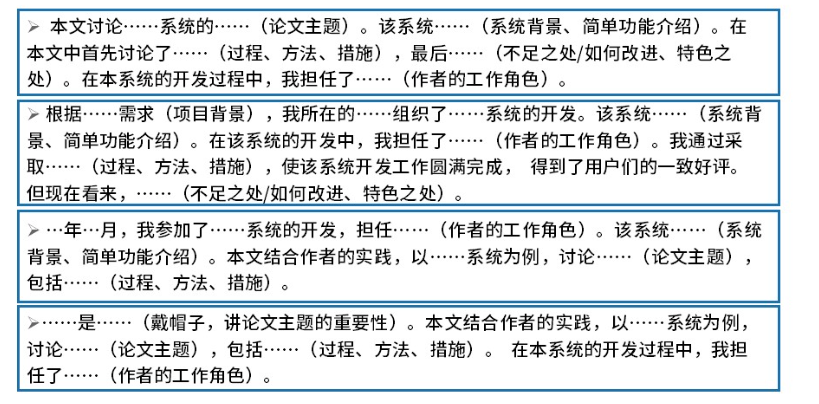 ➢ 本文讨论……系统的……（论文主题）。该系统……（系统背景、简单功能介绍）。在
本文中首先讨论了……（过程、方法、措施），最后……（不足之处/如何改进、特色之
处）。在本系统的开发过程中，我担任了……（作者的工作角色）。
➢ 根据……需求（项目背景），我所在的……组织了……系统的开发。该系统……（系统背
景、简单功能介绍）。在该系统的开发中，我担任了……（作者的工作角色）。我通过采
取……（过程、方法、措施），使该系统开发工作圆满完成， 得到了用户们的一致好评。
但现在看来，……（不足之处/如何改进、特色之处）。
➢ …年…月，我参加了……系统的开发，担任……（作者的工作角色）。该系统……（系统
背景、简单功能介绍）。本文结合作者的实践，以……系统为例，讨论……（论文主题），
包括……（过程、方法、措施）。
➢……是……（戴帽子，讲论文主题的重要性）。本文结合作者的实践，以……系统为例，
讨论……（论文主题），包括……（过程、方法、措施）。 在本系统的开发过程中，我担
任了……（作者的工作角色）。